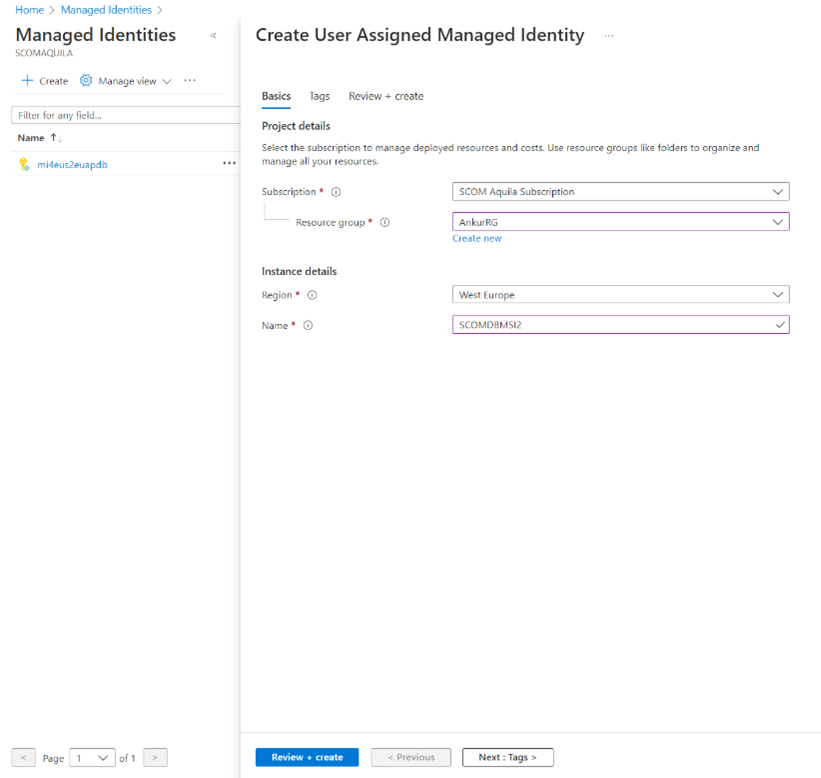 Home > Managed Identities >
Managed Identities «
SCOMAQUILA
+ Create Manage view ...
Filter for any field...
Name ↑↓
mi4eus2euapdb ...
Create User Assigned Managed Identity ...
Basics Tags Review + create
Project details
Select the subscription to manage deployed resources and costs. Use resource groups like folders to organize and
manage all your resources.
Subscription * SCOM Aquila Subscription
Resource group * AnkurRG
Create new
Instance details
Region * West Europe
Name * SCOMDBMSI2
< Page 1 of 1 >
Review + create < Previous Next : Tags >